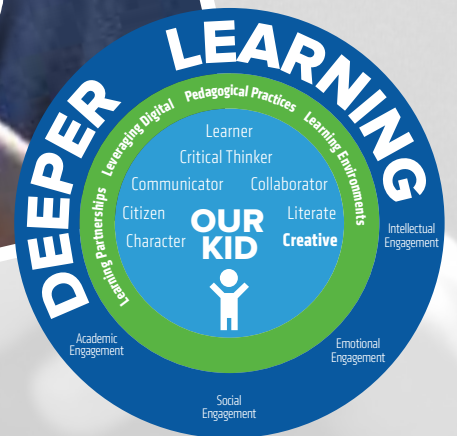 DEEPER LEARNING
Learning Partnerships
Leveraging Digital
Pedagogical Practices
Learning Environments
Learner
Critical Thinker
Communicator
Collaborator
Citizen
Literate
Character
Creative
OUR
KID
Intellectual
Engagement
Academic
Engagement
Emotional
Engagement
Social
Engagement